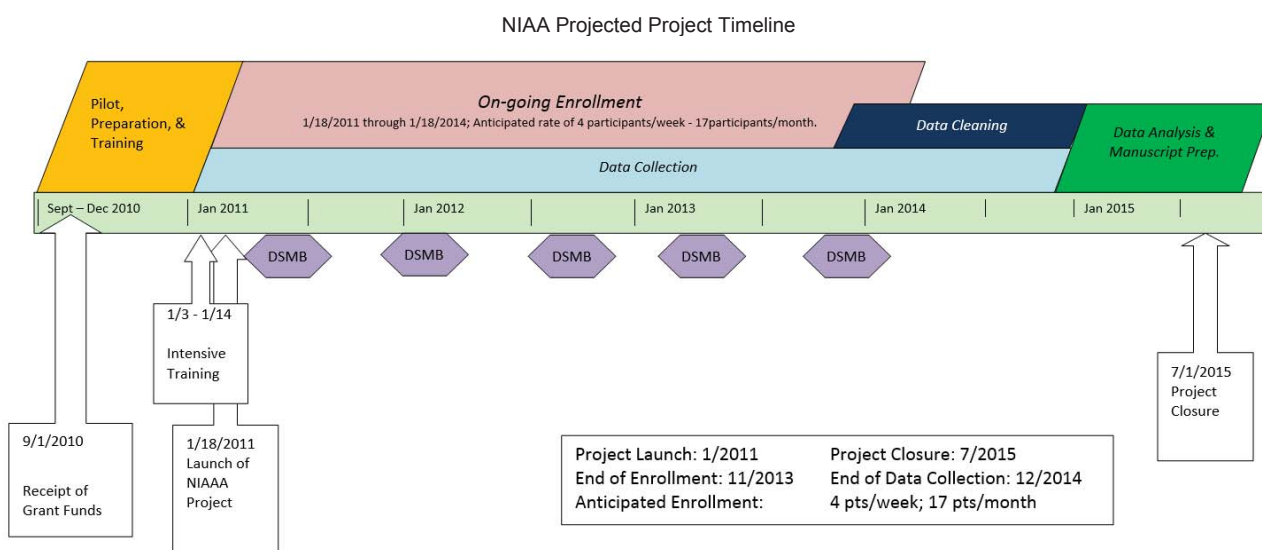 NIAA Projected Project Timeline
Pilot,
Preparation, &
Training
On-going Enrollment
1/18/2011 through 1/18/2014; Anticipated rate of 4 participants/week - 17participants/month.
Data Cleaning
Data Analysis &
Manuscript Prep.
Data Collection
Sept – Dec 2010
Jan 2011
Jan 2012
Jan 2013
Jan 2014
Jan 2015
DSMB
DSMB
DSMB
DSMB
DSMB
1/3 - 1/14
Intensive
Training
7/1/2015
Project
Closure
9/1/2010
Receipt of
Grant Funds
1/18/2011
Launch of
NIAAA
Project
Project Launch: 1/2011 Project Closure: 7/2015
End of Enrollment: 11/2013 End of Data Collection: 12/2014
Anticipated Enrollment: 4 pts/week; 17 pts/month